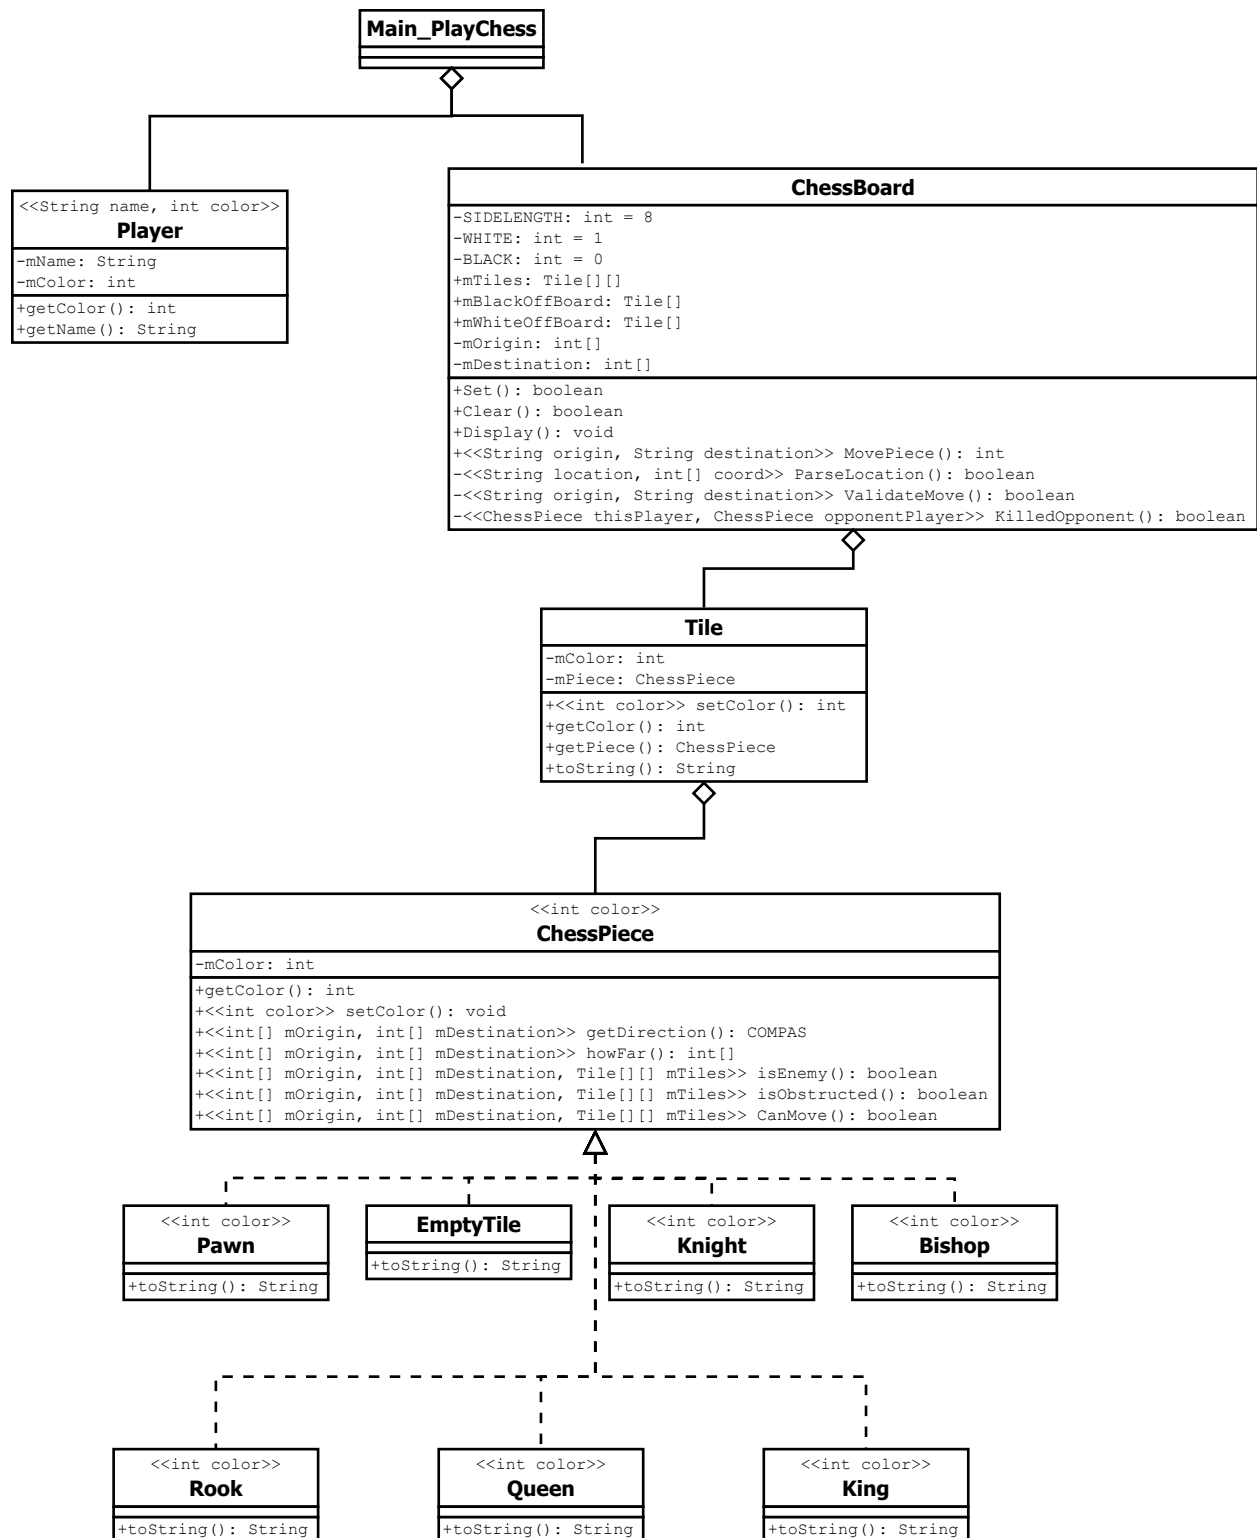 Main_PlayChess
<<String name, int color>>
Player
-mName: String
-mColor: int
+getColor(): int
+getName(): String
ChessBoard
-SIDELENGTH: int = 8
-WHITE: int = 1
-BLACK: int = 0
+mTiles: Tile[][]
+mBlackOffBoard: Tile[]
+mWhiteOffBoard: Tile[]
-mOrigin: int[]
-mDestination: int[]
+Set(): boolean
+Clear(): boolean
+Display(): void
+<<String origin, String destination>> MovePiece(): int
-<<String location, int[] coord>> ParseLocation(): boolean
-<<String origin, String destination>> ValidateMove(): boolean
-<<ChessPiece thisPlayer, ChessPiece opponentPlayer>> KilledOpponent(): boolean
Tile
-mColor: int
-mPiece: ChessPiece
+<<int color>> setColor(): int
+getColor(): int
+getPiece(): ChessPiece
+toString(): String
<<int color>>
ChessPiece
-mColor: int
+getColor(): int
+<<int color>> setColor(): void
+<<int[] mOrigin, int[] mDestination>> getDirection(): COMPAS
+<<int[] mOrigin, int[] mDestination>> howFar(): int[]
+<<int[] mOrigin, int[] mDestination, Tile[][] mTiles>> isEnemy(): boolean
+<<int[] mOrigin, int[] mDestination, Tile[][] mTiles>> isObstructed(): boolean
+<<int[] mOrigin, int[] mDestination, Tile[][] mTiles>> CanMove(): boolean
<<int color>>
Pawn
+toString(): String
EmptyTile
+toString(): String
<<int color>>
Knight
+toString(): String
<<int color>>
Bishop
+toString(): String
<<int color>>
Rook
+toString(): String
<<int color>>
Queen
+toString(): String
<<int color>>
King
+toString(): String